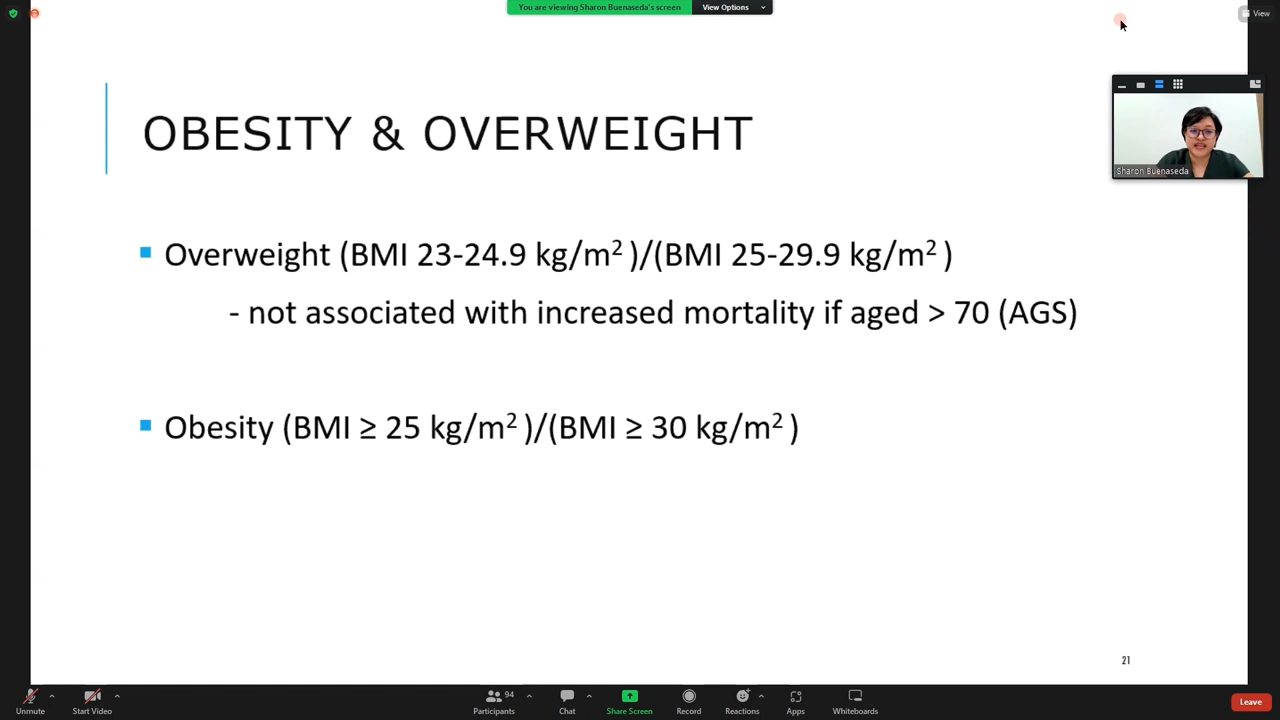 You are viewing Sharon Buenaseda's screen
View Options
View
OBESITY & OVERWEIGHT
Sharon Buenaseda
Overweight (BMI 23-24.9 kg/m²)/(BMI 25-29.9 kg/m²)
- not associated with increased mortality if aged > 70 (AGS)
Obesity (BMI ≥ 25 kg/m²)/(BMI ≥ 30 kg/m²)
21
Unmute
Start Video
94
Participants
Chat
Share Screen
Record
Reactions
Apps
Whiteboards
Leave